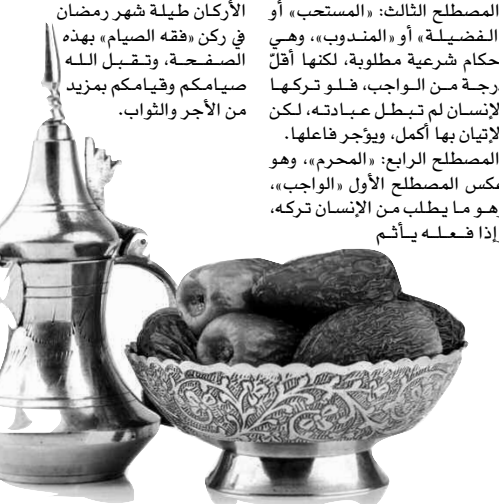 المصطلح الثالث: «المستحب» أو
الفضيلة» أو «المندوب»، وهي
حكام شرعية مطلوبة، لكنها أقلّ
رجة من الواجب، فلو تركها
لإنسان لم تبطل عبادته، لكن
لإتيان بها أكمل، ويؤجر فاعلها.
المصطلح الرابع: «المحرم»، وهو
عكس المصطلح الأول «الواجب»،
وهو ما يطلب من الإنسان تركه،
إذا فعله يأثم
الأركان طيلة شهر رمضان
في ركن «فقه الصيام» بهذه
الصفحة، وتقبل الله
صيامكم وقيامكم بمزيد
من الأجر والثواب.